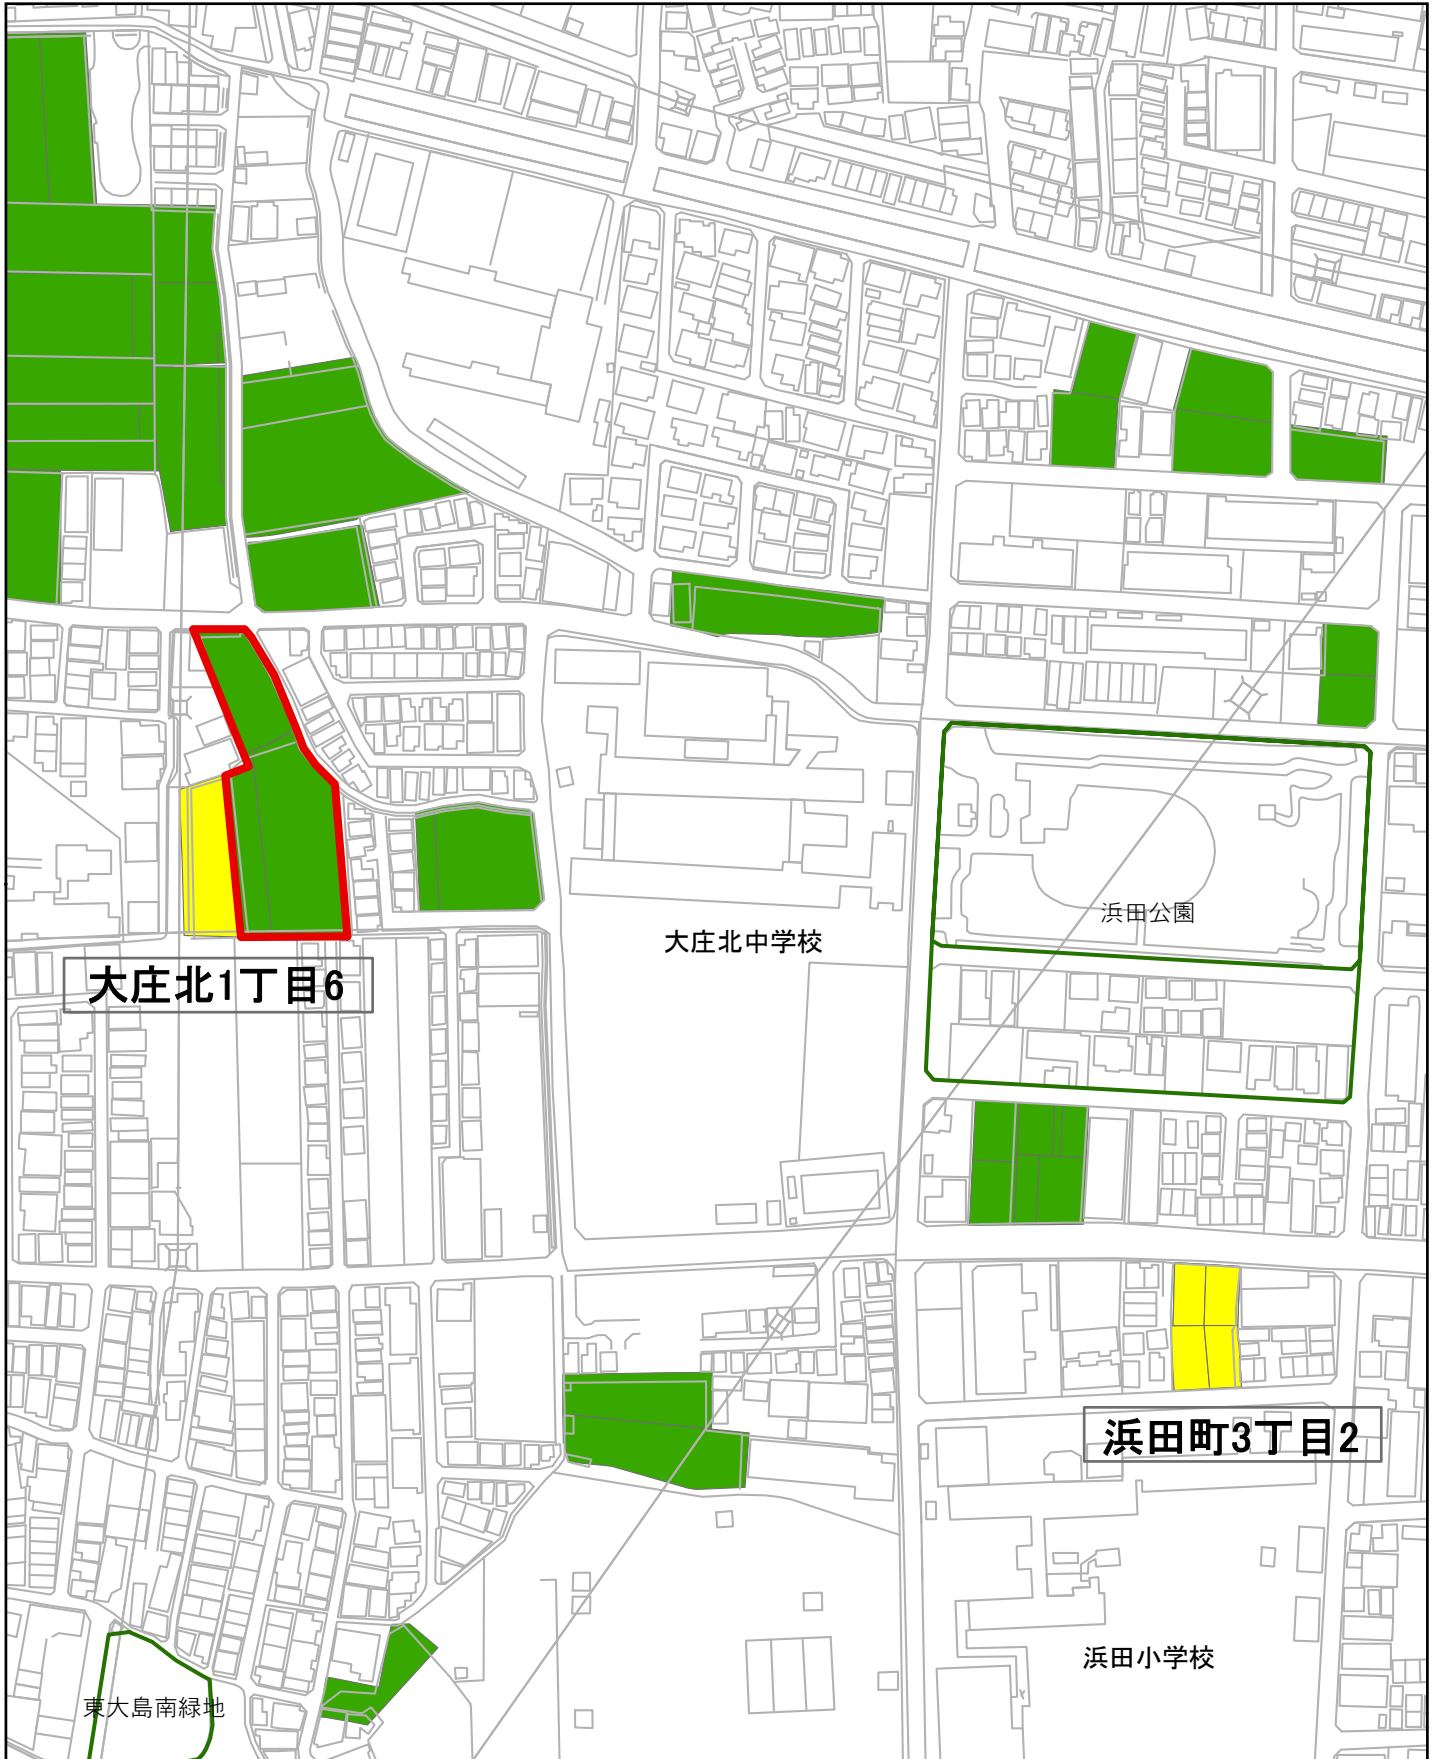 浜田公園
大庄北中学校
大庄北1丁目6
浜田町3丁目2
浜田小学校
東大島南緑地